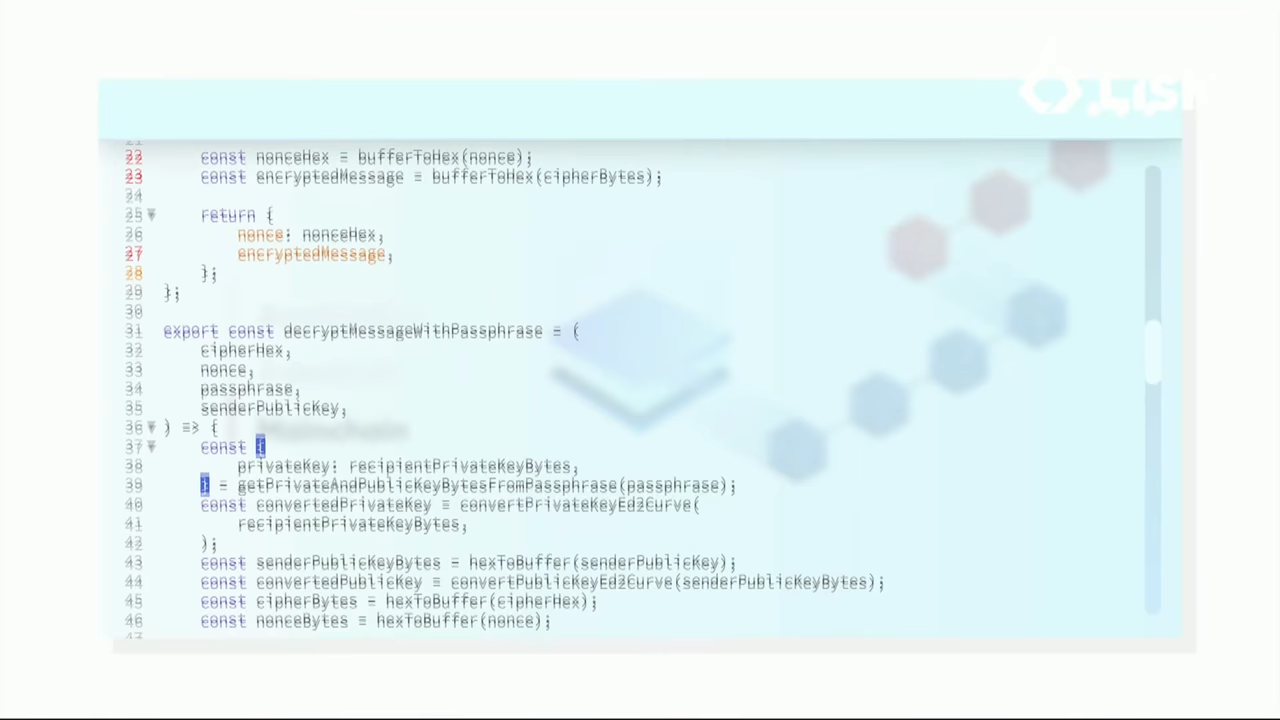 Lisk
21
22 const nonceHex = bufferToHex(nonce);
23 const encryptedMessage = bufferToHex(cipherBytes);
24
25 return {
26 nonce: nonceHex,
27 encryptedMessage,
28 };
29 };
30
31 export const decryptMessageWithPassphrase = (
32 cipherHex,
33 nonce,
34 passphrase,
35 senderPublicKey,
36 ) => {
37 const {
38 privateKey: recipientPrivateKeyBytes,
39 } = getPrivateAndPublicKeyBytesFromPassphrase(passphrase);
40 const convertedPrivateKey = convertPrivateKeyEd2Curve(
41 recipientPrivateKeyBytes,
42 );
43 const senderPublicKeyBytes = hexToBuffer(senderPublicKey);
44 const convertedPublicKey = convertPublicKeyEd2Curve(senderPublicKeyBytes);
45 const cipherBytes = hexToBuffer(cipherHex);
46 const nonceBytes = hexToBuffer(nonce);
47